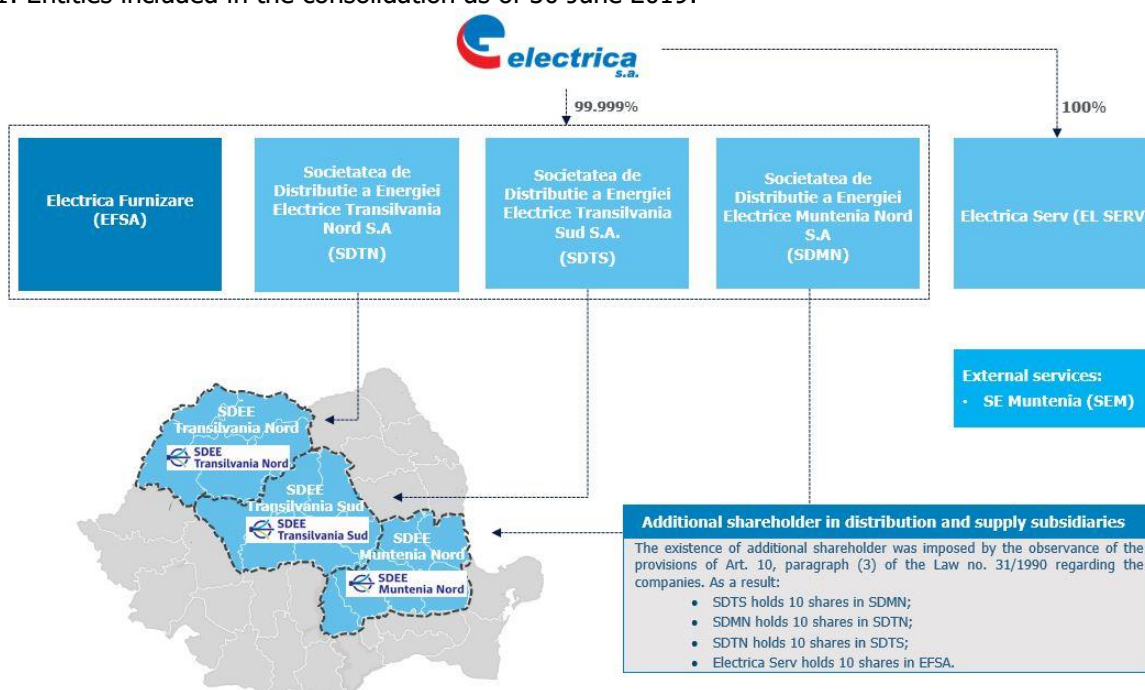 1. Entities included in the consolidation as of 30 June 2019.
electrica
s.a.
99.999%
100%
Electrica Furnizare
(EFSA)
Societatea de
Distributie a Energiei
Electrice Transilvania
Nord S.A
(SDTN)
Societatea de
Distributie a Energiei
Electrice Transilvania
Sud S.A.
(SDTS)
Societatea de
Distributie a Energiei
Electrice Muntenia Nord
S.A
(SDMN)
Electrica Serv (EL SERV
External services:
• SE Muntenia (SEM)
SDEE
Transilvania Nord
SDEE
Transilvania Nord
SDEE
Transilvania Sud
SDEE
Transilvania Sud
SDEE
Muntenia Nord
SDEE
Muntenia Nord
Additional shareholder in distribution and supply subsidiaries
The existence of additional shareholder was imposed by the observance of the
provisions of Art. 10, paragraph (3) of the Law no. 31/1990 regarding the
companies. As a result:
• SDTS holds 10 shares in SDMN;
• SDMN holds 10 shares in SDTN;
• SDTN holds 10 shares in SDTS;
• Electrica Serv holds 10 shares in EFSA.